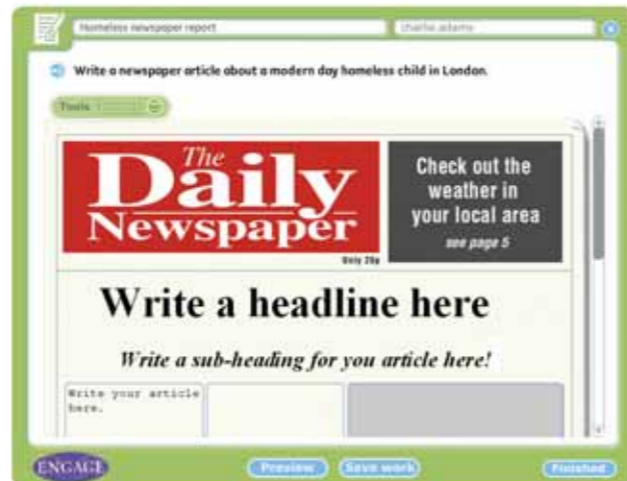 Homeless newspaper report
charlie adams
Write a newspaper article about a modern day homeless child in London.
Tools
The
Daily
Newspaper
Only 20p
Check out the
weather in
your local area
see page 5
Write a headline here
Write a sub-heading for you article here!
Write your article
here.
ENGAGE
Preview
Save work
Finished